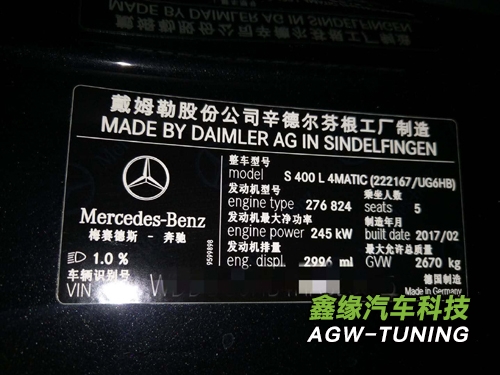 戴姆勒股份公司辛德尔芬根工厂制造
MADE BY DAIMLER AG IN SINDELFINGEN
整车型号
model S 400 L 4MATIC (222167/UG6HB)
发动机型号 乘坐人数
engine type 276 824 seats 5
发动机最大净功率 制造年月
engine power 245 kW built date 2017/02
发动机排量 最大允许总质量
eng. displ. 2996 ml GVW 2670 kg
Mercedes-Benz
梅赛德斯 - 奔驰
1.0 %
车辆识别号
VIN
德国制造
Made in Germany
鑫缘汽车科技
AGW-TUNING